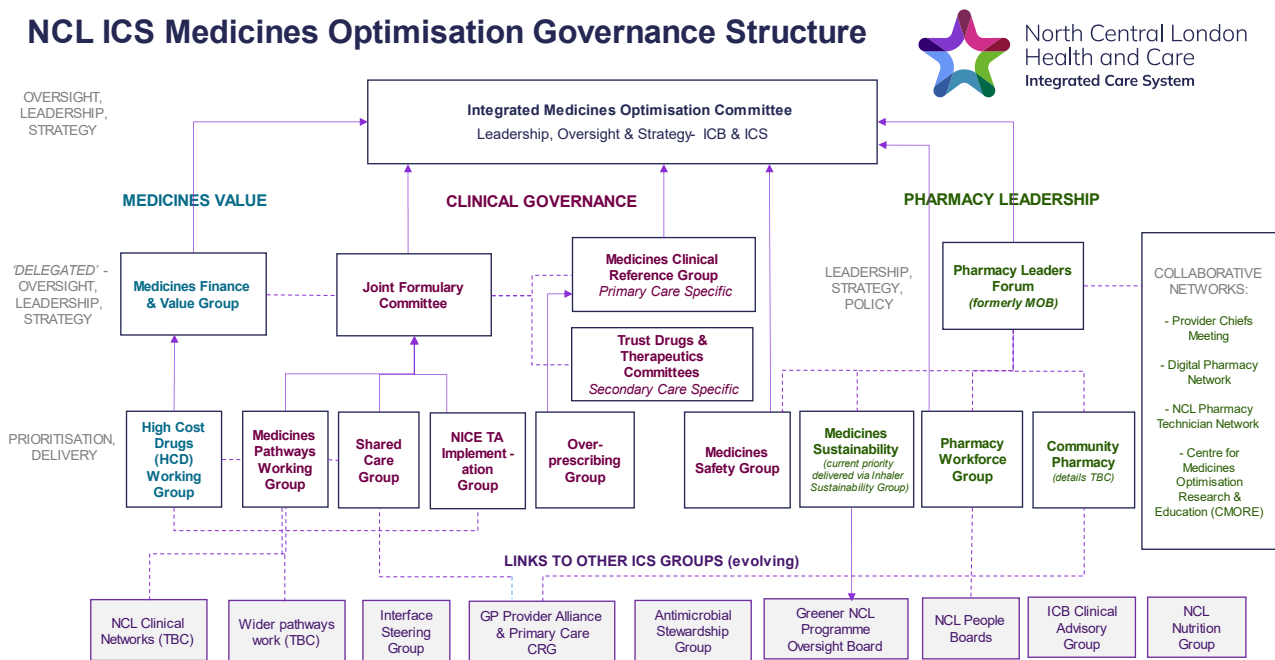 NCL ICS Medicines Optimisation Governance Structure
North Central London
Health and Care
Integrated Care System
OVERSIGHT,
LEADERSHIP,
STRATEGY
Integrated Medicines Optimisation Committee
Leadership, Oversight & Strategy- ICB & ICS
MEDICINES VALUE
CLINICAL GOVERNANCE
PHARMACY LEADERSHIP
'DELEGATED' -
OVERSIGHT,
LEADERSHIP,
STRATEGY
Medicines Finance
& Value Group
Joint Formulary
Committee
Medicines Clinical
Reference Group
Primary Care Specific
Trust Drugs &
Therapeutics
Committees
Secondary Care Specific
LEADERSHIP,
STRATEGY,
POLICY
Pharmacy Leaders
Forum
(formerly MOB)
COLLABORATIVE
NETWORKS:
- Provider Chiefs
Meeting
- Digital Pharmacy
Network
- NCL Pharmacy
Technician Network
- Centre for
Medicines
Optimisation
Research &
Education (CMORE)
PRIORITISATION,
DELIVERY
High Cost
Drugs
(HCD)
Working
Group
Medicines
Pathways
Working
Group
Shared
Care
Group
NICE TA
Implement -
ation
Group
Over-
prescribing
Group
Medicines
Safety Group
Medicines
Sustainability
(current priority
delivered via Inhaler
Sustainability Group)
Pharmacy
Workforce
Group
Community
Pharmacy
(details TBC)
LINKS TO OTHER ICS GROUPS (evolving)
NCL Clinical
Networks (TBC)
Wider pathways
work (TBC)
Interface
Steering
Group
GP Provider Alliance
& Primary Care
CRG
Antimicrobial
Stewardship
Group
Greener NCL
Programme
Oversight Board
NCL People
Boards
ICB Clinical
Advisory
Group
NCL
Nutrition
Group